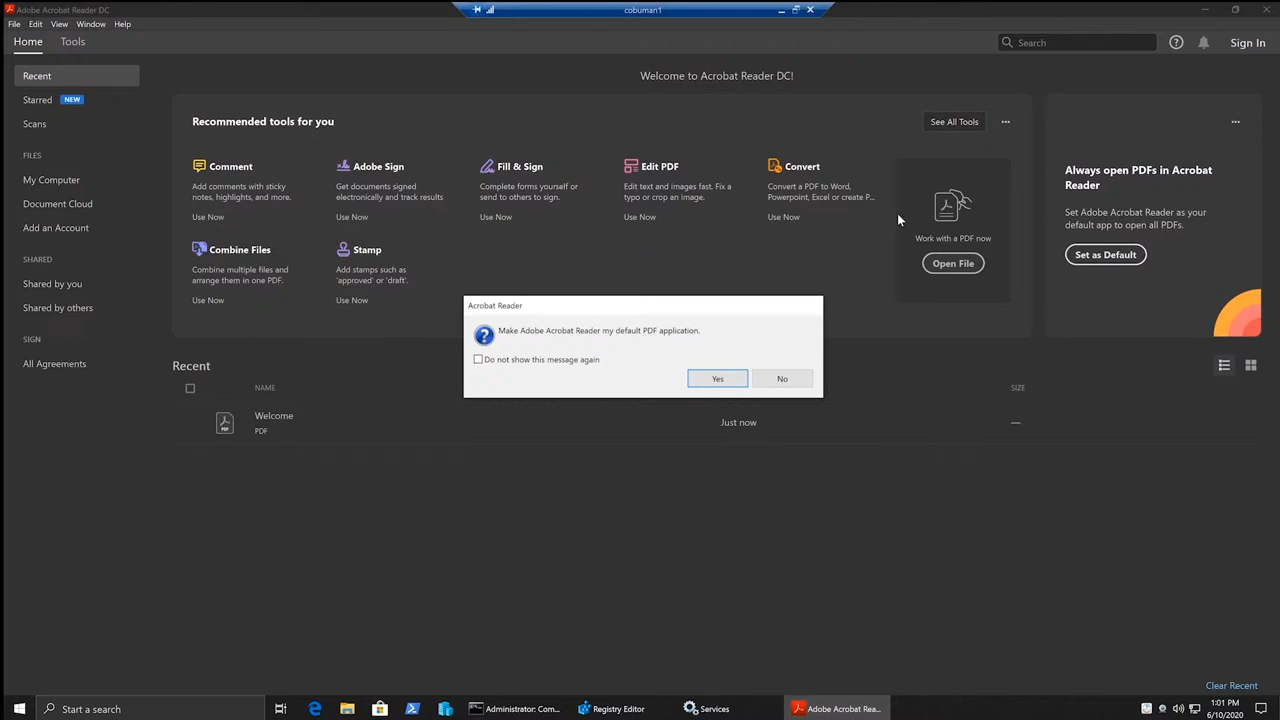 Adobe Acrobat Reader DC
cobuman1
File Edit View Window Help
Home Tools
Search
Sign In
Recent
Starred NEW
Scans
FILES
My Computer
Document Cloud
Add an Account
SHARED
Shared by you
Shared by others
SIGN
All Agreements
Welcome to Acrobat Reader DC!
Recommended tools for you
See All Tools
Comment
Add comments with sticky
notes, highlights, and more.
Use Now
Adobe Sign
Get documents signed
electronically and track results
Use Now
Fill & Sign
Complete forms yourself or
send to others to sign.
Use Now
Edit PDF
Edit text and images fast. Fix a
typo or crop an image.
Use Now
Convert
Convert a PDF to Word,
Powerpoint, Excel or create P...
Use Now
Combine Files
Combine multiple files and
arrange them in one PDF.
Use Now
Stamp
Add stamps such as
'approved' or 'draft'.
Use Now
Work with a PDF now
Open File
Always open PDFs in Acrobat
Reader
Set Adobe Acrobat Reader as your
default app to open all PDFs.
Set as Default
Acrobat Reader
Make Adobe Acrobat Reader my default PDF application.
Do not show this message again
Yes No
Recent
NAME
SIZE
Welcome
PDF
Just now
—
Clear Recent
Start a search
Administrator: Com...
Registry Editor
Services
Adobe Acrobat Rea...
1:01 PM
6/10/2020